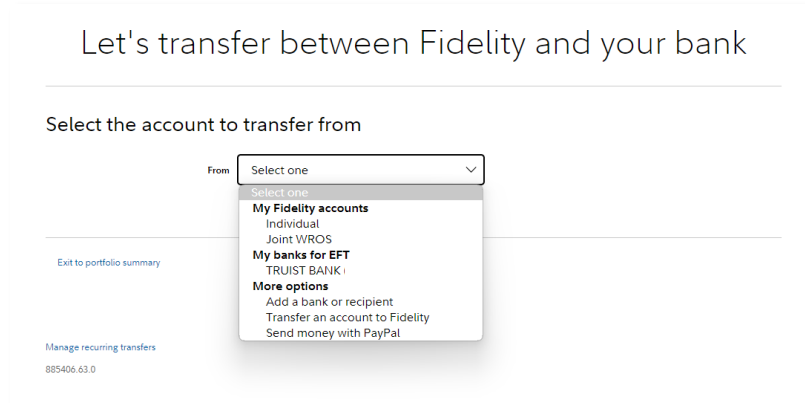 Let's transfer between Fidelity and your bank
Select the account to transfer from
From Select one
Select one
My Fidelity accounts
Individual
Joint WROS
My banks for EFT
TRUIST BANK
More options
Add a bank or recipient
Transfer an account to Fidelity
Send money with PayPal
Exit to portfolio summary
Manage recurring transfers
885406.63.0